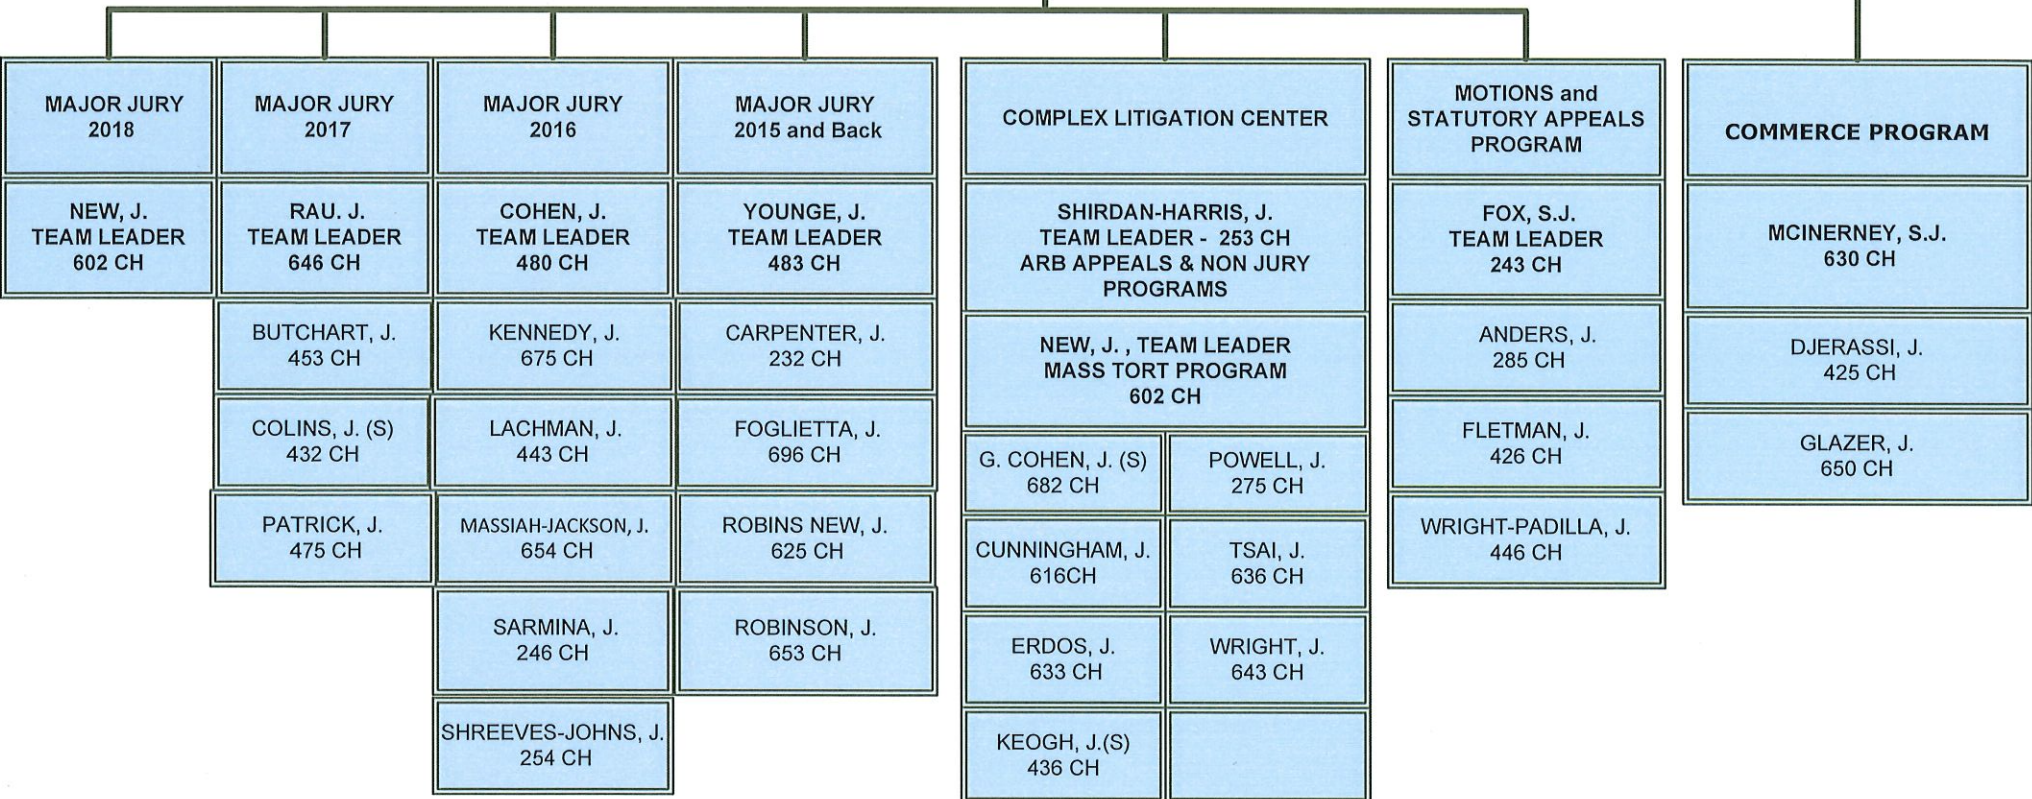 MAJOR JURY
2018
NEW, J.
TEAM LEADER
602 CH
MAJOR JURY
2017
RAU. J.
TEAM LEADER
646 CH
BUTCHART, J.
453 CH
COLINS, J. (S)
432 CH
PATRICK, J.
475 CH
MAJOR JURY
2016
COHEN, J.
TEAM LEADER
480 CH
KENNEDY, J.
675 CH
LACHMAN, J.
443 CH
MASSIAH-JACKSON, J.
654 CH
SARMINA, J.
246 CH
SHREEVES-JOHNS, J.
254 CH
MAJOR JURY
2015 and Back
YOUNGE, J.
TEAM LEADER
483 CH
CARPENTER, J.
232 CH
FOGLIETTA, J.
696 CH
ROBINS NEW, J.
625 CH
ROBINSON, J.
653 CH
COMPLEX LITIGATION CENTER
SHIRDAN-HARRIS, J.
TEAM LEADER - 253 CH
ARB APPEALS & NON JURY
PROGRAMS
NEW, J. , TEAM LEADER
MASS TORT PROGRAM
602 CH
G. COHEN, J. (S)
682 CH
POWELL, J.
275 CH
CUNNINGHAM, J.
616CH
TSAI, J.
636 CH
ERDOS, J.
633 CH
WRIGHT, J.
643 CH
KEOGH, J.(S)
436 CH
MOTIONS and
STATUTORY APPEALS
PROGRAM
FOX, S.J.
TEAM LEADER
243 CH
ANDERS, J.
285 CH
FLETMAN, J.
426 CH
WRIGHT-PADILLA, J.
446 CH
COMMERCE PROGRAM
MCINERNEY, S.J.
630 CH
DJERASSI, J.
425 CH
GLAZER, J.
650 CH